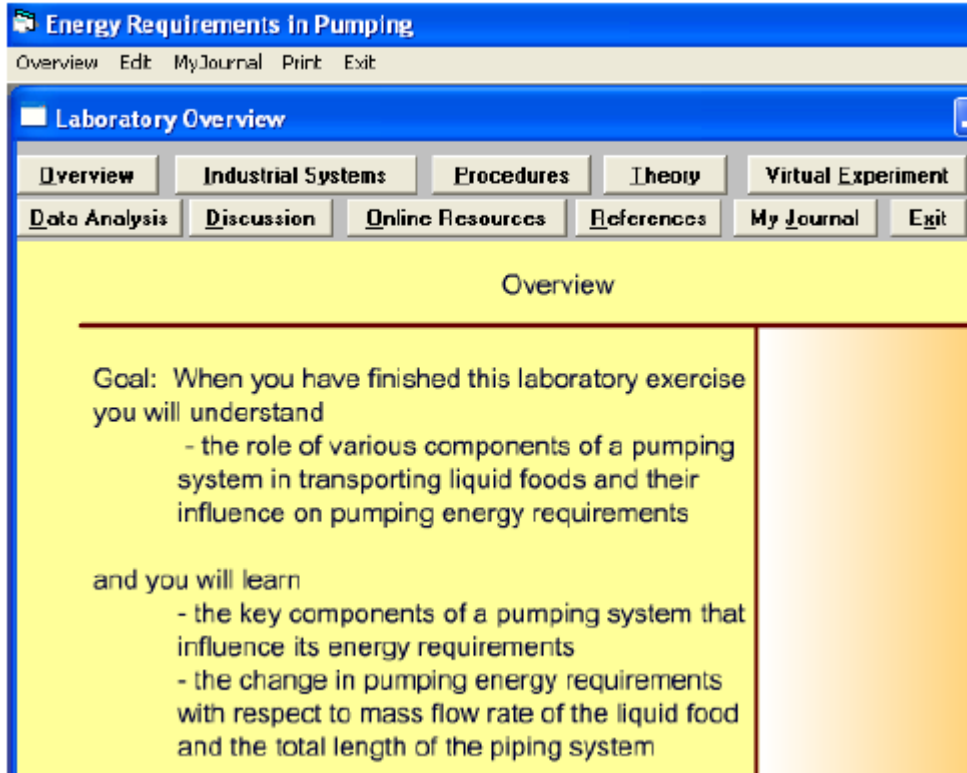 Energy Requirements in Pumping
Overview Edit MyJournal Print Exit
Laboratory Overview
Overview Industrial Systems Procedures Theory Virtual Experiment
Data Analysis Discussion Online Resources References My Journal Exit
Overview
Goal: When you have finished this laboratory exercise
you will understand
- the role of various components of a pumping
system in transporting liquid foods and their
influence on pumping energy requirements
and you will learn
- the key components of a pumping system that
influence its energy requirements
- the change in pumping energy requirements
with respect to mass flow rate of the liquid food
and the total length of the piping system